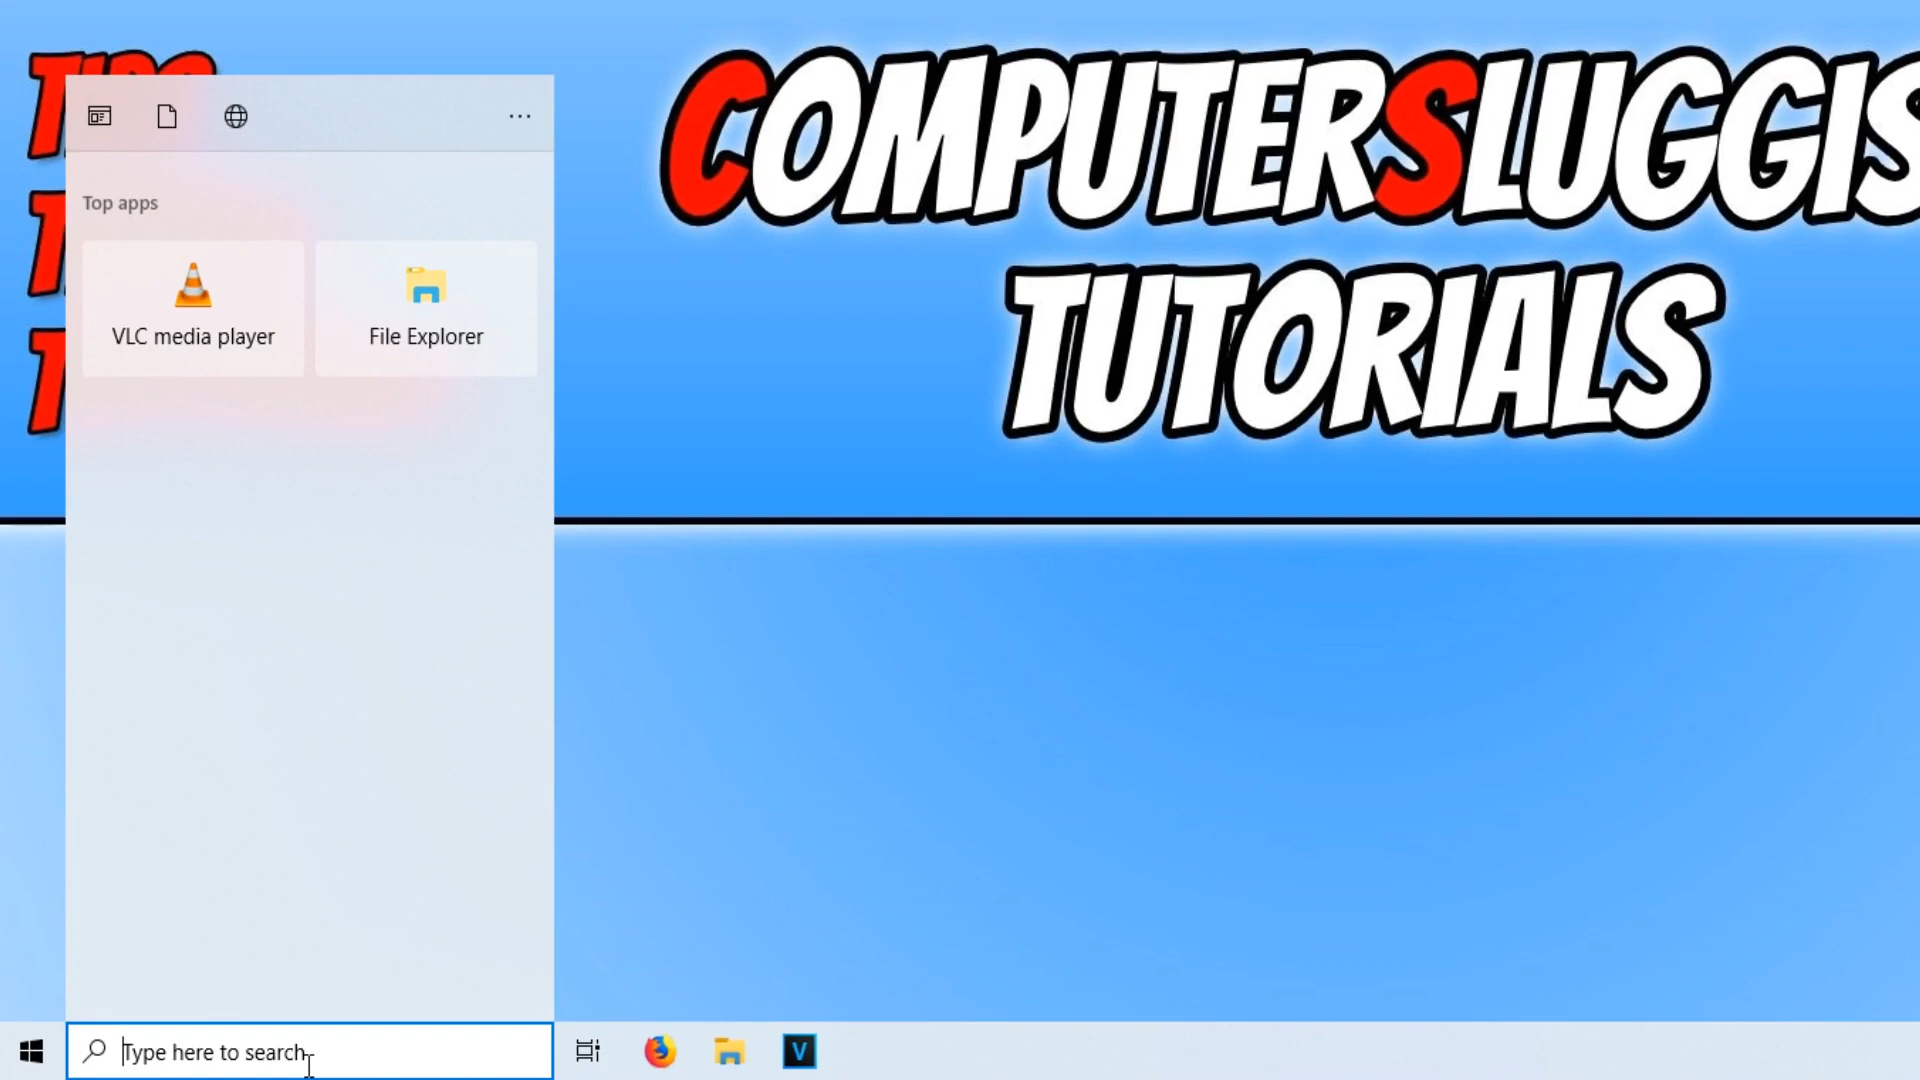 COMPUTERSLUGGIS
TUTORIALS
Top apps
VLC media player
File Explorer
Type here to search
V